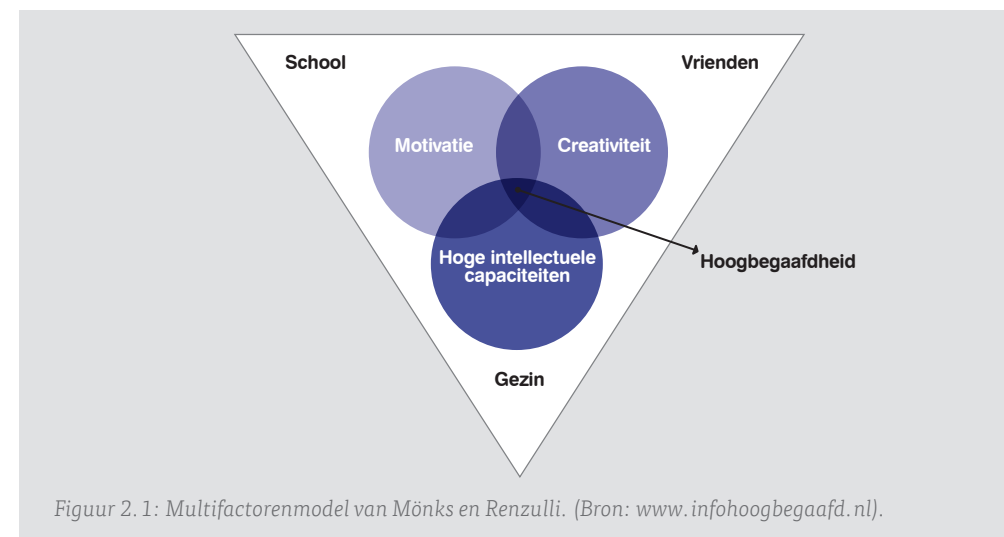 School
Vrienden
Motivatie
Creativiteit
Hoge intellectuele
capaciteiten
Hoogbegaafdheid
Gezin
Figuur 2.1: Multifactorenmodel van Mönks en Renzulli. (Bron: www.infohoogbegaafd.nl).